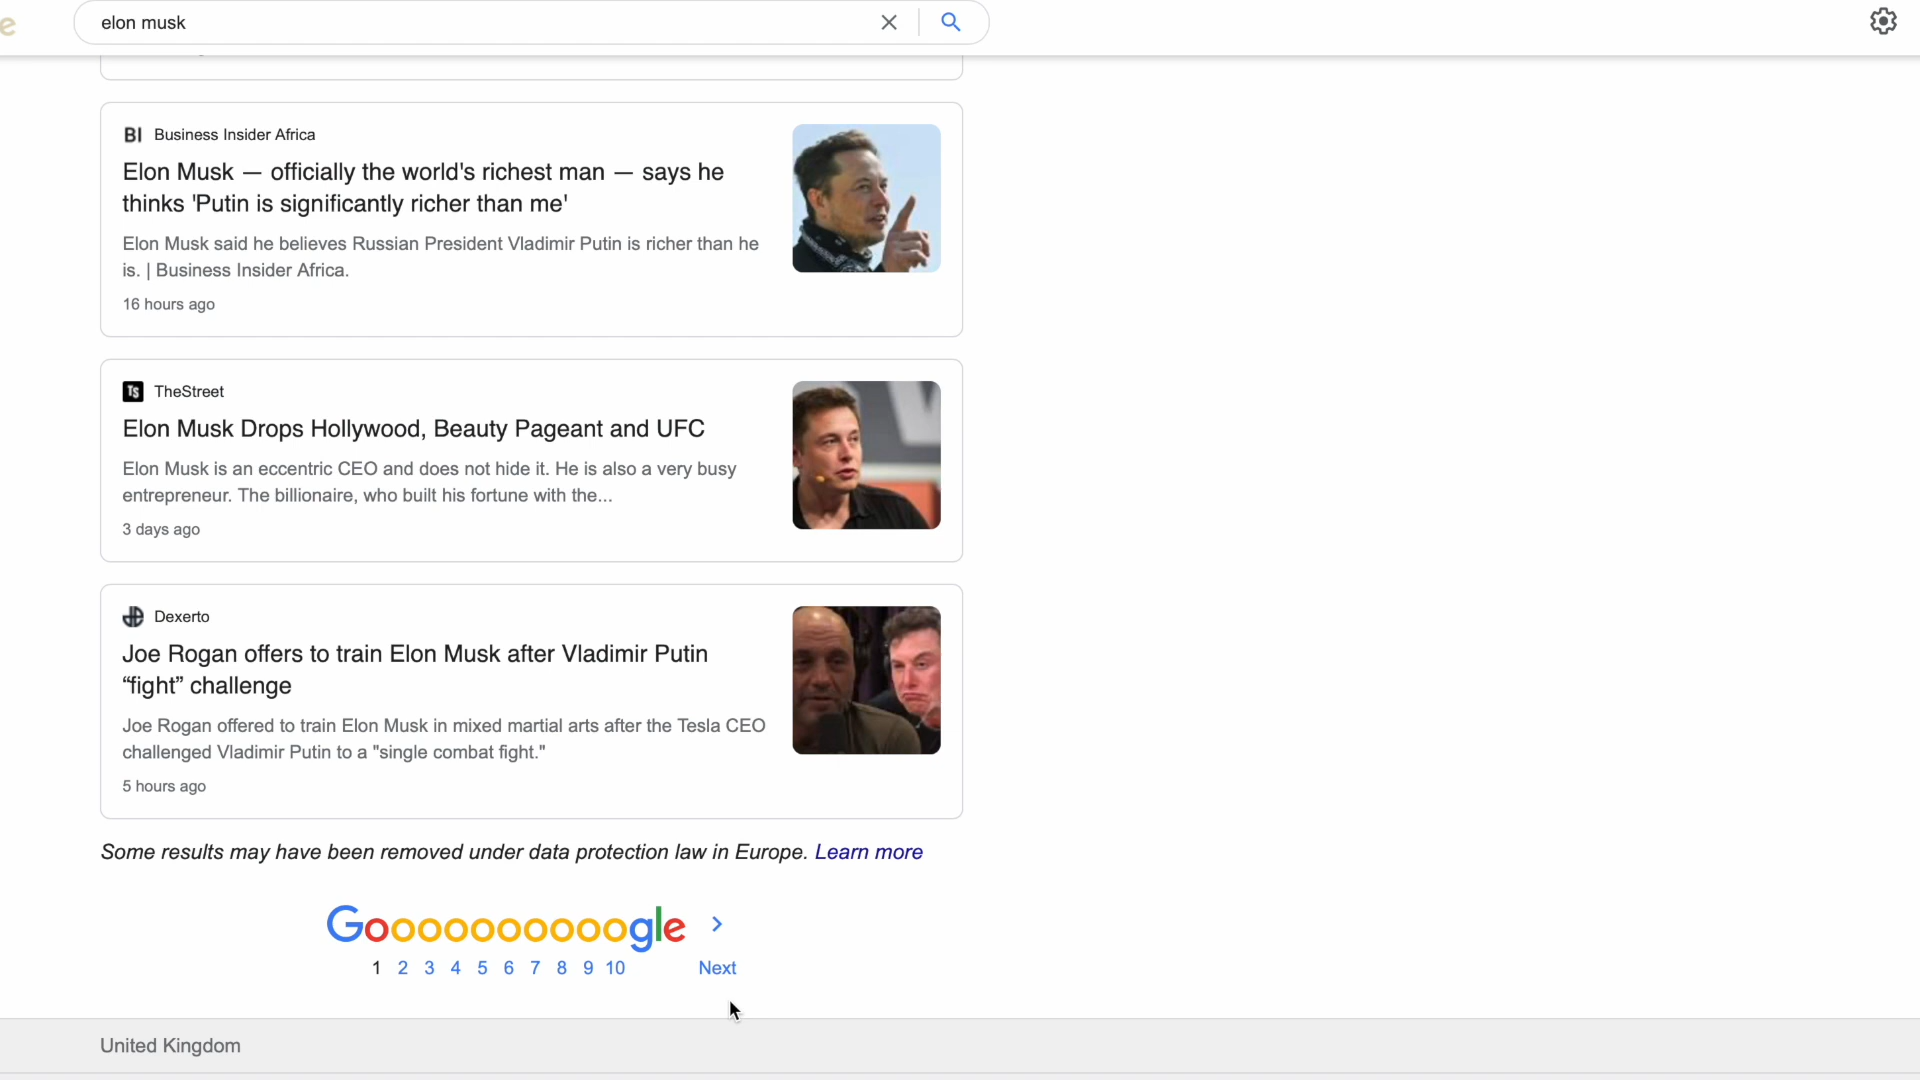 e
elon musk
BI Business Insider Africa
Elon Musk — officially the world's richest man — says he
thinks 'Putin is significantly richer than me'
Elon Musk said he believes Russian President Vladimir Putin is richer than he
is. | Business Insider Africa.
16 hours ago
TS TheStreet
Elon Musk Drops Hollywood, Beauty Pageant and UFC
Elon Musk is an eccentric CEO and does not hide it. He is also a very busy
entrepreneur. The billionaire, who built his fortune with the...
3 days ago
Dexerto
Joe Rogan offers to train Elon Musk after Vladimir Putin
“fight” challenge
Joe Rogan offered to train Elon Musk in mixed martial arts after the Tesla CEO
challenged Vladimir Putin to a "single combat fight."
5 hours ago
Some results may have been removed under data protection law in Europe. Learn more
Goooooooooogle >
1 2 3 4 5 6 7 8 9 10 Next
United Kingdom